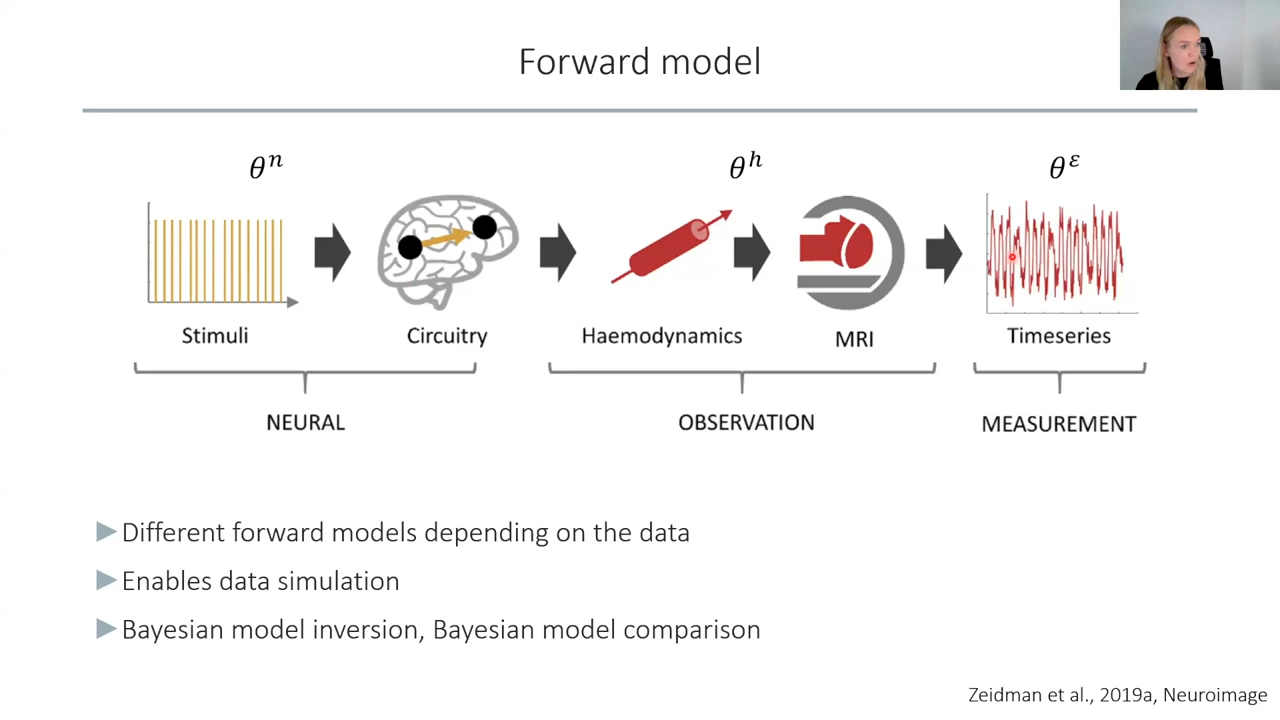 Forward model
θⁿ θʰ θᵋ
Stimuli Circuitry Haemodynamics MRI Timeseries
NEURAL OBSERVATION MEASUREMENT
Different forward models depending on the data
Enables data simulation
Bayesian model inversion, Bayesian model comparison
Zeidman et al., 2019a, Neuroimage